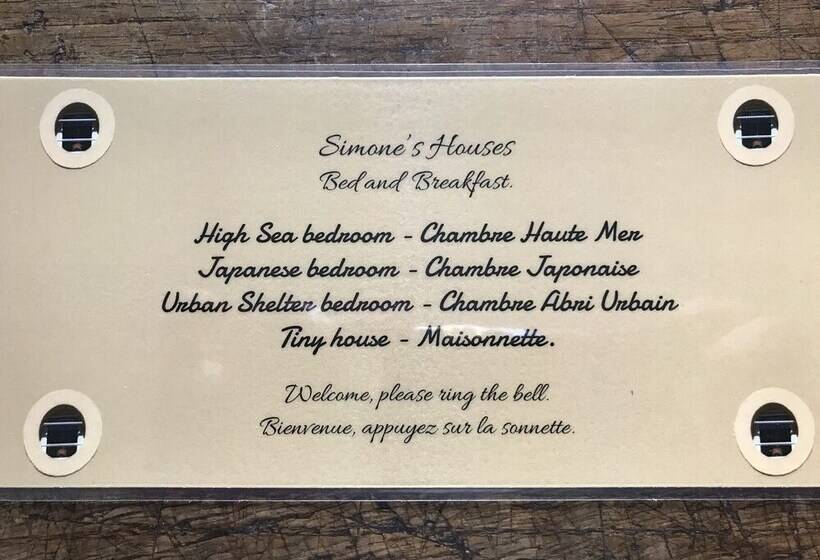 Simone's Houses
Bed and Breakfast.
High Sea bedroom - Chambre Haute Mer
Japanese bedroom - Chambre Japonaise
Urban Shelter bedroom - Chambre Abri Urbain
Tiny house - Maisonnette.
Welcome, please ring the bell.
Bienvenue, appuyez sur la sonnette.